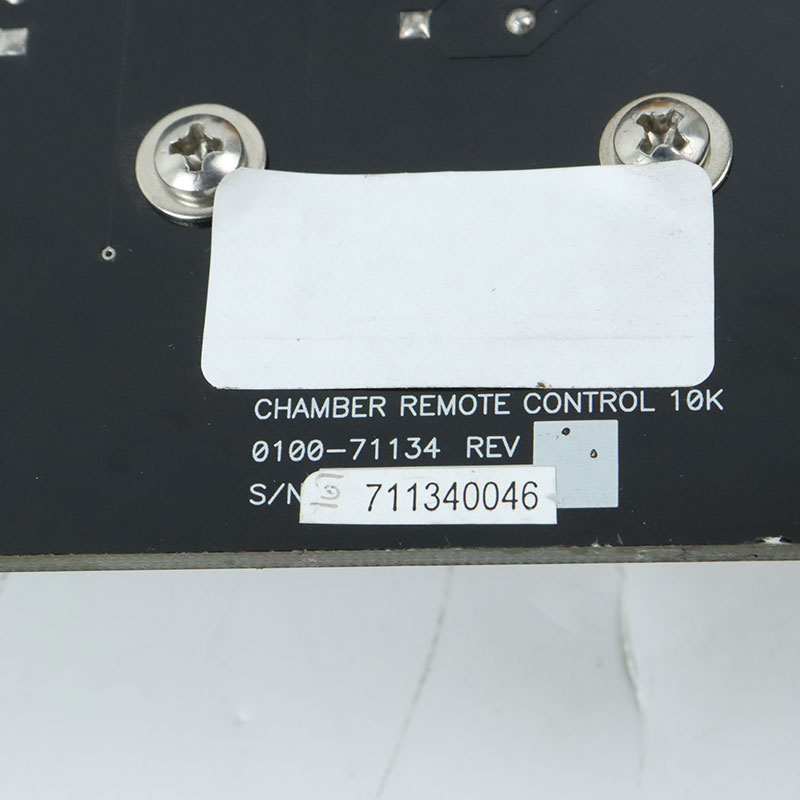 CHAMBER REMOTE CONTROL 10K
0100-71134 REV
S/N 711340046